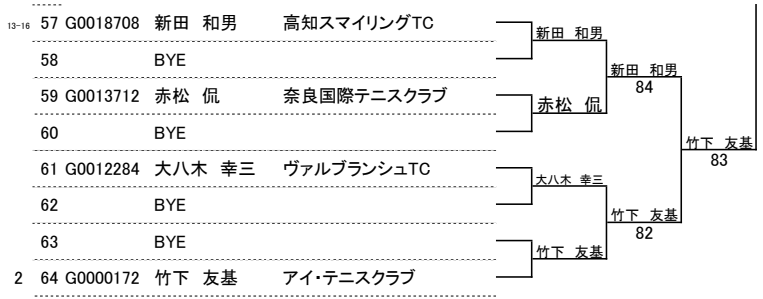 13-16 57 G0018708 新田 和男 高知スマイリングTC
58 BYE
59 G0013712 赤松 侃 奈良国際テニスクラブ
60 BYE
61 G0012284 大八木 幸三 ヴァルブランシュTC
62 BYE
63 BYE
2 64 G0000172 竹下 友基 アイ・テニスクラブ
新田 和男
赤松 侃
大八木 幸三
竹下 友基
新田 和男
84
竹下 友基
82
竹下 友基
83